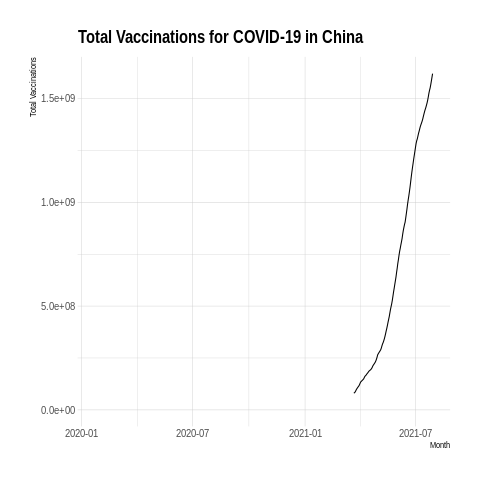 Total Vaccinations for COVID-19 in China
Total Vaccinations
1.5e+09
1.0e+09
5.0e+08
0.0e+00
2020-01 2020-07 2021-01 2021-07
Month